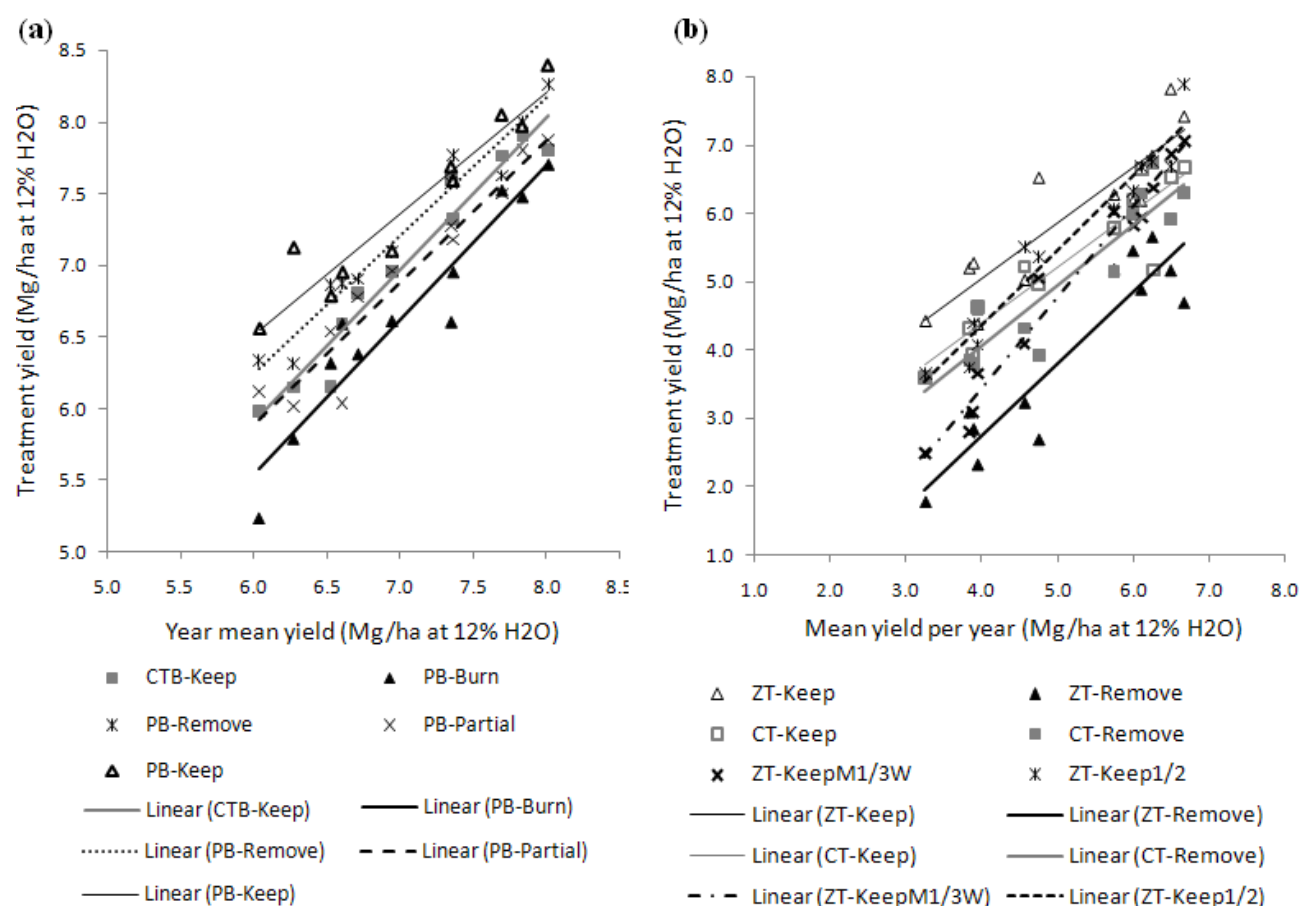 (a)
8.5
8.0
7.5
7.0
6.5
6.0
5.5
5.0
Treatment yield (Mg/ha at 12% H2O)
5.0 5.5 6.0 6.5 7.0 7.5 8.0 8.5
Year mean yield (Mg/ha at 12% H2O)
CTB-Keep PB-Burn
PB-Remove PB-Partial
PB-Keep
Linear (CTB-Keep) Linear (PB-Burn)
Linear (PB-Remove) Linear (PB-Partial)
Linear (PB-Keep)
(b)
8.0
7.0
6.0
5.0
4.0
3.0
2.0
1.0
Treatment yield (Mg/ha at 12% H2O)
1.0 2.0 3.0 4.0 5.0 6.0 7.0 8.0
Mean yield per year (Mg/ha at 12% H2O)
ZT-Keep ZT-Remove
CT-Keep CT-Remove
ZT-KeepM1/3W ZT-Keep1/2
Linear (ZT-Keep) Linear (ZT-Remove)
Linear (CT-Keep) Linear (CT-Remove)
Linear (ZT-KeepM1/3W) Linear (ZT-Keep1/2)